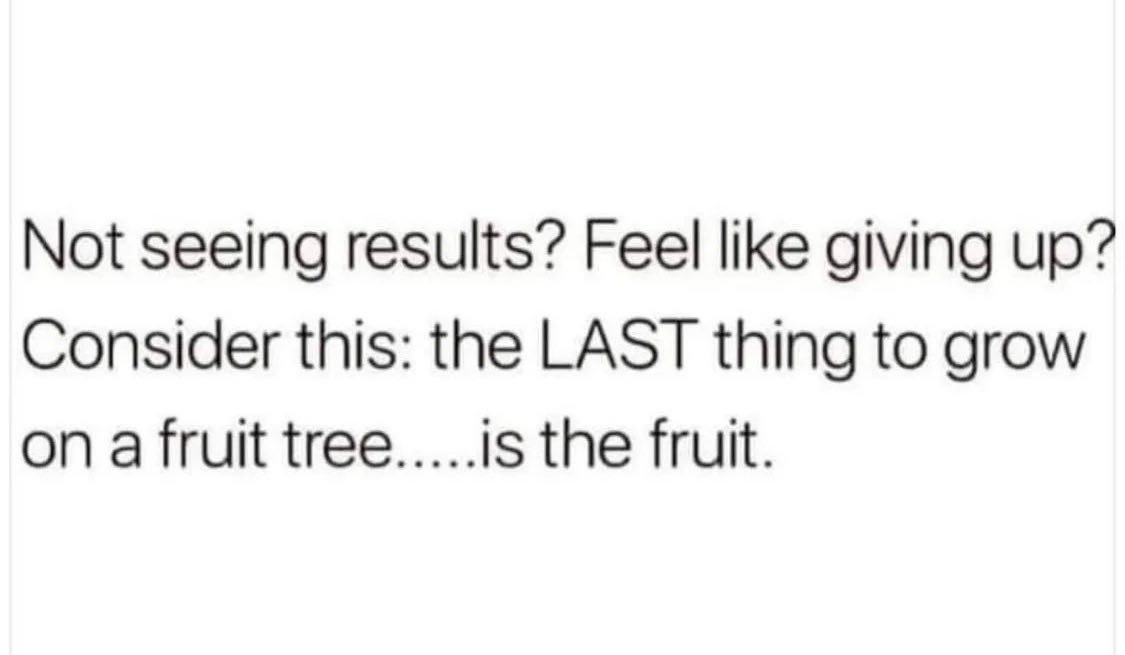 Not seeing results? Feel like giving up?
Consider this: the LAST thing to grow
on a fruit tree.....is the fruit.